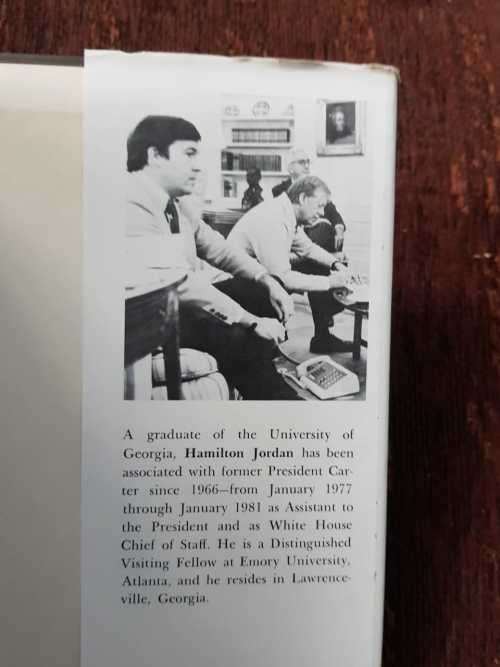 A graduate of the University of
Georgia, Hamilton Jordan has been
associated with former President Car-
ter since 1966—from January 1977
through January 1981 as Assistant to
the President and as White House
Chief of Staff. He is a Distinguished
Visiting Fellow at Emory University,
Atlanta, and he resides in Lawrence-
ville, Georgia.